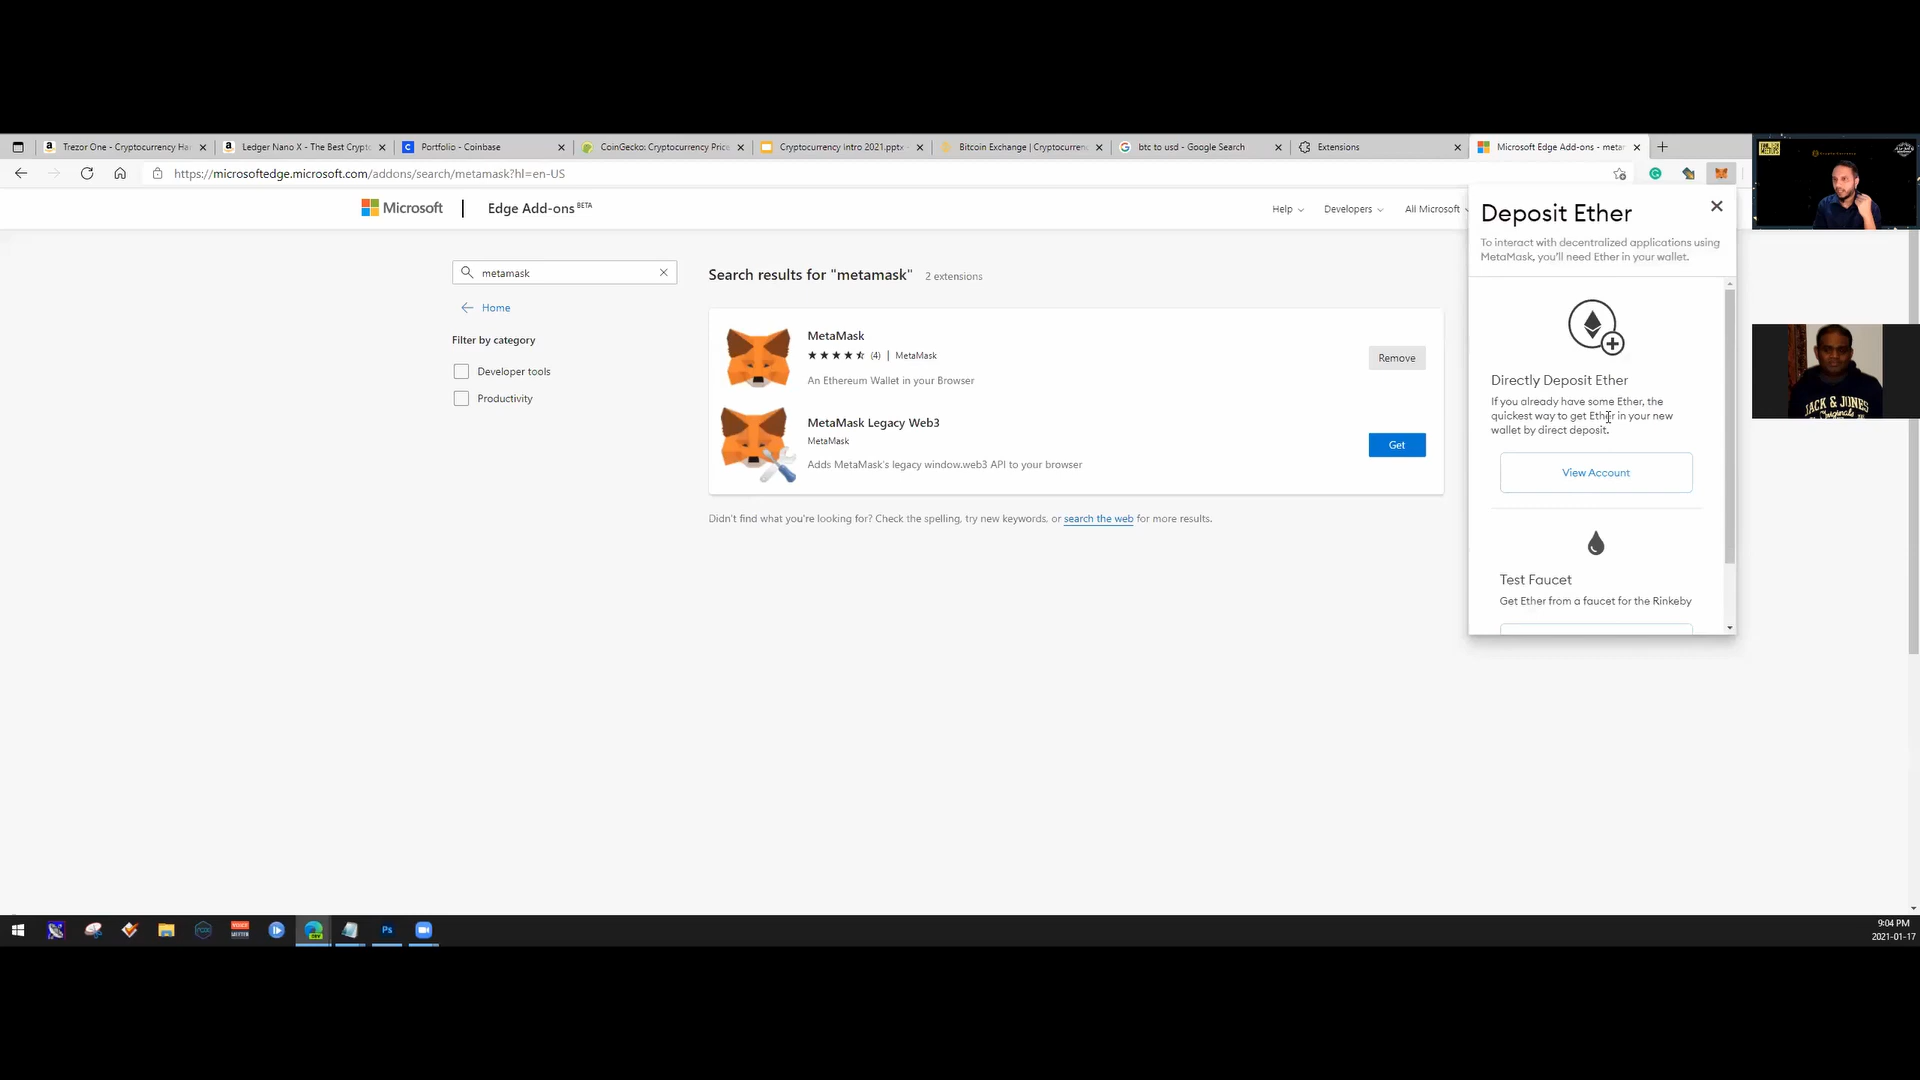 Trezor One - Cryptocurrency Ha
Ledger Nano X - The Best Crypto
Portfolio - Coinbase
CoinGecko: Cryptocurrency Price
Cryptocurrency intro 2021.pptx -
Bitcoin Exchange | Cryptocurrenc
btc to usd - Google Search
Extensions
Microsoft Edge Add-ons - metam
https://microsoftedge.microsoft.com/addons/search/metamask?hl=en-US
Microsoft
Edge Add-ons BETA
Help
Developers
All Microsoft
Deposit Ether
To interact with decentralized applications using
MetaMask, you'll need Ether in your wallet.
metamask
Home
Filter by category
Developer tools
Productivity
Search results for "metamask" 2 extensions
MetaMask
(4) | MetaMask
An Ethereum Wallet in your Browser
Remove
MetaMask Legacy Web3
MetaMask
Adds MetaMask's legacy window.web3 API to your browser
Get
Didn't find what you're looking for? Check the spelling, try new keywords, or search the web for more results.
Directly Deposit Ether
If you already have some Ether, the
quickest way to get Ether in your new
wallet by direct deposit.
View Account
Test Faucet
Get Ether from a faucet for the Rinkeby
JACK & JONES
Originals
Ps
9:04 PM
2021-01-17